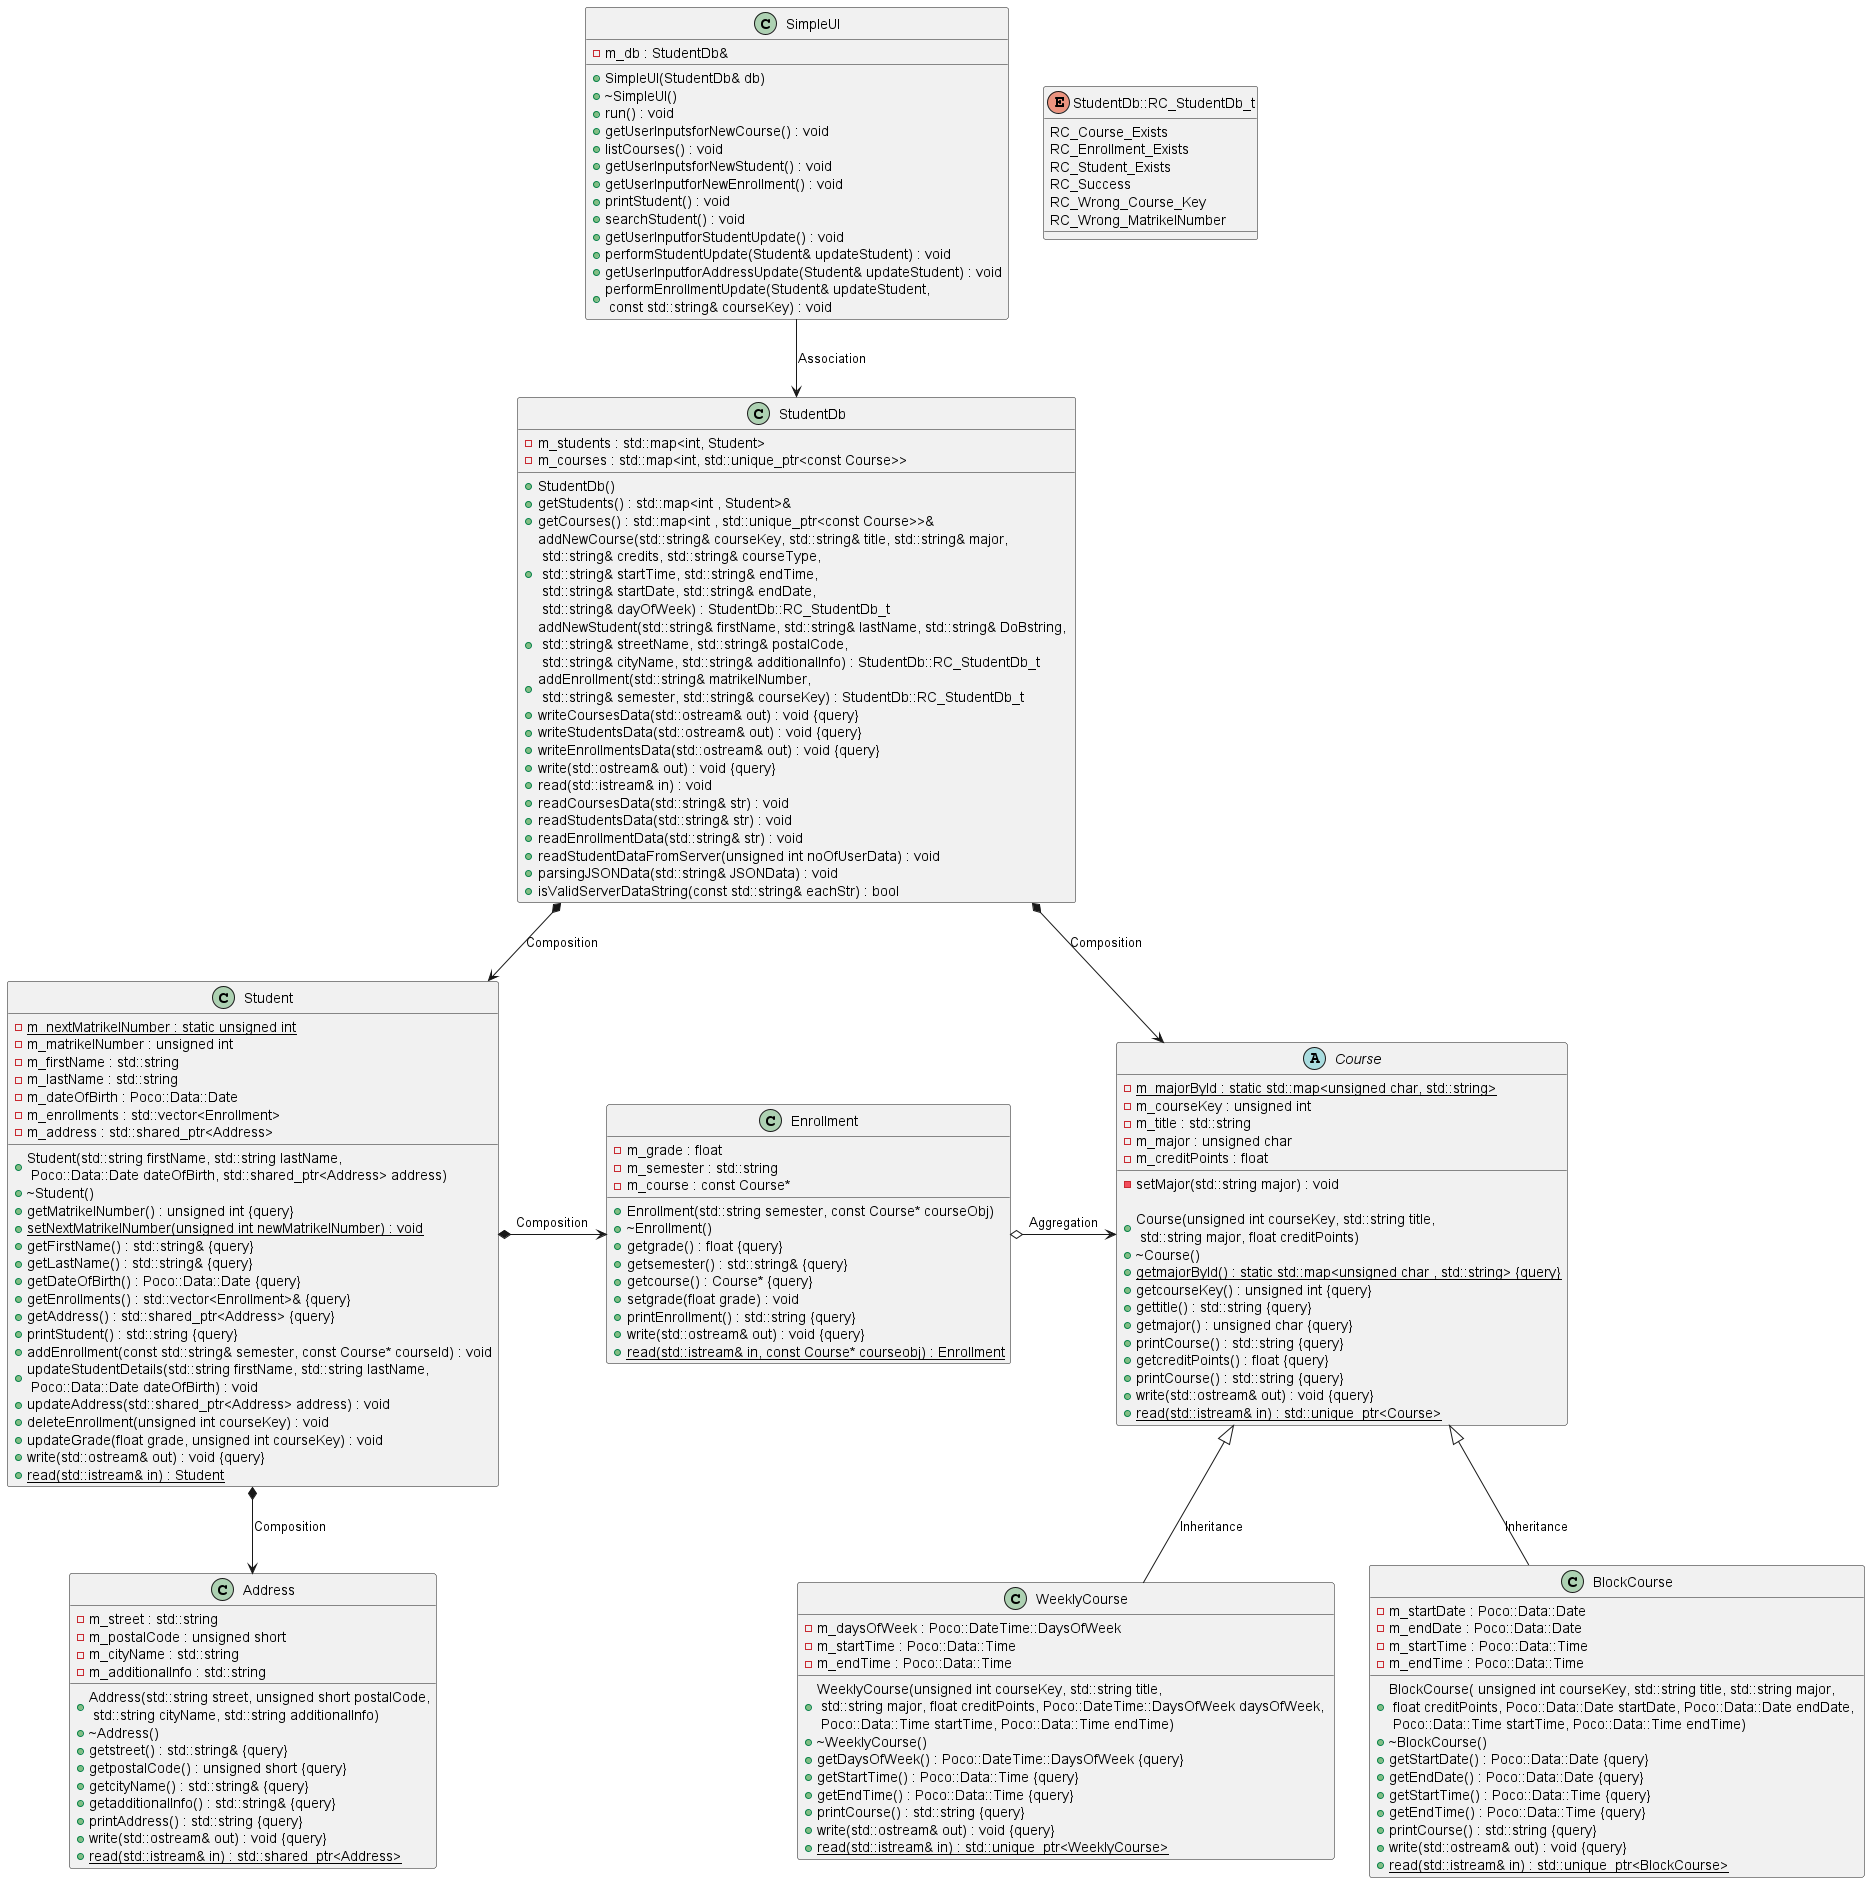 C SimpleUI
m_db : StudentDb&
SimpleUI(StudentDb& db)
~SimpleUI()
run() : void
getUserInputsforNewCourse() : void
listCourses() : void
getUserInputsforNewStudent() : void
getUserInputforNewEnrollment() : void
printStudent() : void
searchStudent() : void
getUserInputforStudentUpdate() : void
performStudentUpdate(Student& updateStudent) : void
getUserInputforAddressUpdate(Student& updateStudent) : void
performEnrollmentUpdate(Student& updateStudent,
const std::string& courseKey) : void
E StudentDb::RC_StudentDb_t
RC_Course_Exists
RC_Enrollment_Exists
RC_Student_Exists
RC_Success
RC_Wrong_Course_Key
RC_Wrong_MatrikelNumber
Association
C StudentDb
m_students : std::map<int, Student>
m_courses : std::map<int, std::unique_ptr<const Course>>
StudentDb()
getStudents() : std::map<int , Student>&
getCourses() : std::map<int , std::unique_ptr<const Course>>&
addNewCourse(std::string& courseKey, std::string& title, std::string& major,
std::string& credits, std::string& courseType,
std::string& startTime, std::string& endTime,
std::string& startDate, std::string& endDate,
std::string& dayOfWeek) : StudentDb::RC_StudentDb_t
addNewStudent(std::string& firstName, std::string& lastName, std::string& DoBstring,
std::string& streetName, std::string& postalCode,
std::string& cityName, std::string& additionalInfo) : StudentDb::RC_StudentDb_t
addEnrollment(std::string& matrikelNumber,
std::string& semester, std::string& courseKey) : StudentDb::RC_StudentDb_t
writeCoursesData(std::ostream& out) : void {query}
writeStudentsData(std::ostream& out) : void {query}
writeEnrollmentsData(std::ostream& out) : void {query}
write(std::ostream& out) : void {query}
read(std::istream& in) : void
readCoursesData(std::string& str) : void
readStudentsData(std::string& str) : void
readEnrollmentData(std::string& str) : void
readStudentDataFromServer(unsigned int noOfUserData) : void
parsingJSONData(std::string& JSONData) : void
isValidServerDataString(const std::string& eachStr) : bool
Composition
Composition
C Student
m_nextMatrikelNumber : static unsigned int
m_matrikelNumber : unsigned int
m_firstName : std::string
m_lastName : std::string
m_dateOfBirth : Poco::Data::Date
m_enrollments : std::vector<Enrollment>
m_address : std::shared_ptr<Address>
Student(std::string firstName, std::string lastName,
Poco::Data::Date dateOfBirth, std::shared_ptr<Address> address)
~Student()
getMatrikelNumber() : unsigned int {query}
setNextMatrikelNumber(unsigned int newMatrikelNumber) : void
getFirstName() : std::string& {query}
getLastName() : std::string& {query}
getDateOfBirth() : Poco::Data::Date {query}
getEnrollments() : std::vector<Enrollment>& {query}
getAddress() : std::shared_ptr<Address> {query}
printStudent() : std::string {query}
addEnrollment(const std::string& semester, const Course* courseId) : void
updateStudentDetails(std::string firstName, std::string lastName,
Poco::Data::Date dateOfBirth) : void
updateAddress(std::shared_ptr<Address> address) : void
deleteEnrollment(unsigned int courseKey) : void
updateGrade(float grade, unsigned int courseKey) : void
write(std::ostream& out) : void {query}
read(std::istream& in) : Student
Composition
C Enrollment
m_grade : float
m_semester : std::string
m_course : const Course*
Enrollment(std::string semester, const Course* courseObj)
~Enrollment()
getgrade() : float {query}
getsemester() : std::string& {query}
getcourse() : Course* {query}
setgrade(float grade) : void
printEnrollment() : std::string {query}
write(std::ostream& out) : void {query}
read(std::istream& in, const Course* courseobj) : Enrollment
Aggregation
A Course
m_majorById : static std::map<unsigned char, std::string>
m_courseKey : unsigned int
m_title : std::string
m_major : unsigned char
m_creditPoints : float
setMajor(std::string major) : void
Course(unsigned int courseKey, std::string title,
std::string major, float creditPoints)
~Course()
getmajorById() : static std::map<unsigned char , std::string> {query}
getcourseKey() : unsigned int {query}
gettitle() : std::string {query}
getmajor() : unsigned char {query}
printCourse() : std::string {query}
getcreditPoints() : float {query}
printCourse() : std::string {query}
write(std::ostream& out) : void {query}
read(std::istream& in) : std::unique_ptr<Course>
Composition
Inheritance
Inheritance
C Address
m_street : std::string
m_postalCode : unsigned short
m_cityName : std::string
m_additionalInfo : std::string
Address(std::string street, unsigned short postalCode,
std::string cityName, std::string additionalInfo)
~Address()
getstreet() : std::string& {query}
getpostalCode() : unsigned short {query}
getcityName() : std::string& {query}
getadditionalInfo() : std::string& {query}
printAddress() : std::string {query}
write(std::ostream& out) : void {query}
read(std::istream& in) : std::shared_ptr<Address>
C WeeklyCourse
m_daysOfWeek : Poco::DateTime::DaysOfWeek
m_startTime : Poco::Data::Time
m_endTime : Poco::Data::Time
WeeklyCourse(unsigned int courseKey, std::string title,
std::string major, float creditPoints, Poco::DateTime::DaysOfWeek daysOfWeek,
Poco::Data::Time startTime, Poco::Data::Time endTime)
~WeeklyCourse()
getDaysOfWeek() : Poco::DateTime::DaysOfWeek {query}
getStartTime() : Poco::Data::Time {query}
getEndTime() : Poco::Data::Time {query}
printCourse() : std::string {query}
write(std::ostream& out) : void {query}
read(std::istream& in) : std::unique_ptr<WeeklyCourse>
C BlockCourse
m_startDate : Poco::Data::Date
m_endDate : Poco::Data::Date
m_startTime : Poco::Data::Time
m_endTime : Poco::Data::Time
BlockCourse( unsigned int courseKey, std::string title, std::string major,
float creditPoints, Poco::Data::Date startDate, Poco::Data::Date endDate,
Poco::Data::Time startTime, Poco::Data::Time endTime)
~BlockCourse()
getStartDate() : Poco::Data::Date {query}
getEndDate() : Poco::Data::Date {query}
getStartTime() : Poco::Data::Time {query}
getEndTime() : Poco::Data::Time {query}
printCourse() : std::string {query}
write(std::ostream& out) : void {query}
read(std::istream& in) : std::unique_ptr<BlockCourse>